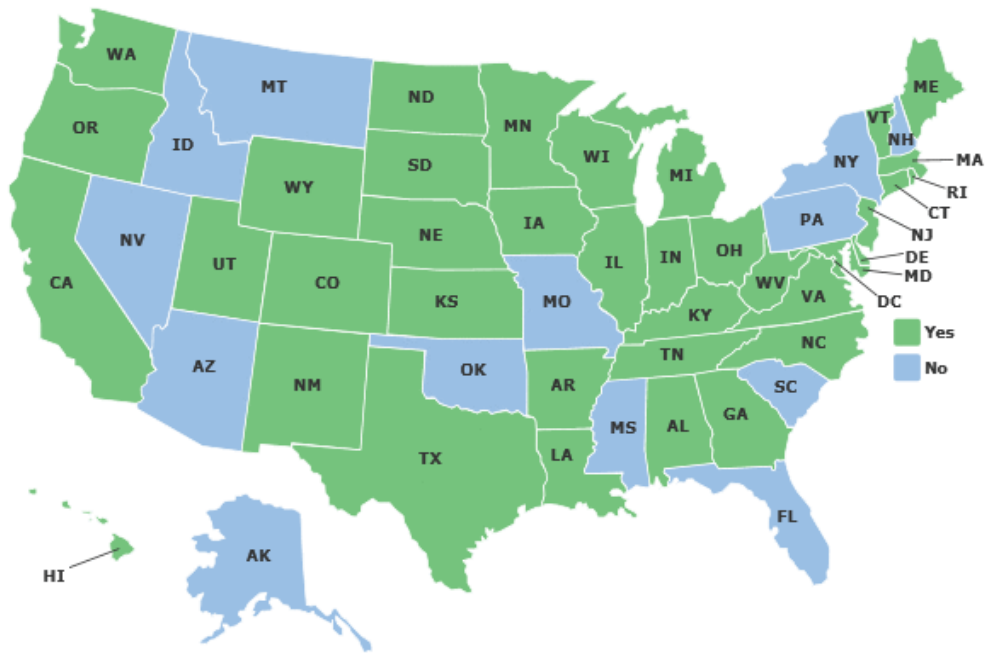 WA
MT
ME
ND
OR
MN
VT
NH
ID
WI
NY
MA
SD
MI
WY
RI
CT
PA
IA
NE
NJ
NV
OH
IN
DE
UT
IL
MD
CA
CO
WV
VA
KS
MO
DC
KY
Yes
NC
TN
AZ
No
OK
NM
AR
SC
GA
MS
AL
TX
LA
FL
AK
HI